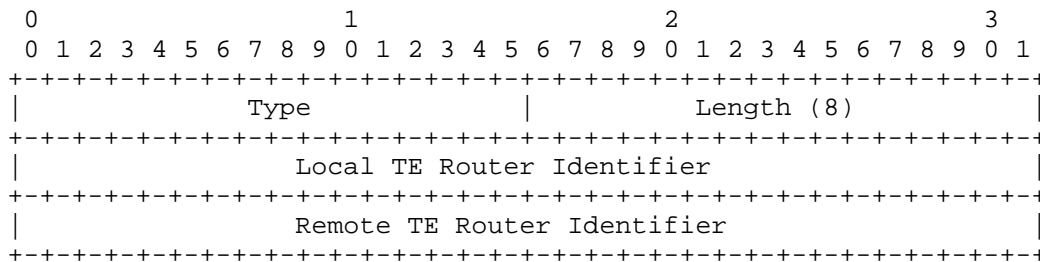 0                   1                   2                   3
 0 1 2 3 4 5 6 7 8 9 0 1 2 3 4 5 6 7 8 9 0 1 2 3 4 5 6 7 8 9 0 1
+-+-+-+-+-+-+-+-+-+-+-+-+-+-+-+-+-+-+-+-+-+-+-+-+-+-+-+-+-+-+-+-+
|              Type             |          Length (8)           |
+-+-+-+-+-+-+-+-+-+-+-+-+-+-+-+-+-+-+-+-+-+-+-+-+-+-+-+-+-+-+-+-+
|                 Local TE Router Identifier                    |
+-+-+-+-+-+-+-+-+-+-+-+-+-+-+-+-+-+-+-+-+-+-+-+-+-+-+-+-+-+-+-+-+
|                 Remote TE Router Identifier                   |
+-+-+-+-+-+-+-+-+-+-+-+-+-+-+-+-+-+-+-+-+-+-+-+-+-+-+-+-+-+-+-+-+